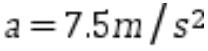 a = 7.5m/s²